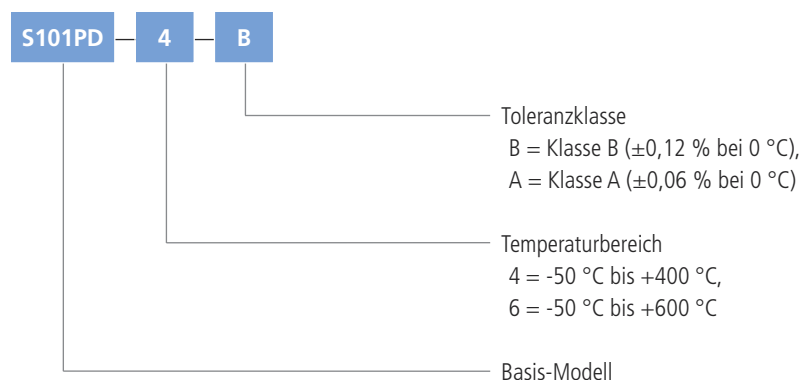 S101PD – 4 – B
Toleranzklasse
B = Klasse B (±0,12 % bei 0 °C),
A = Klasse A (±0,06 % bei 0 °C)
Temperaturbereich
4 = -50 °C bis +400 °C,
6 = -50 °C bis +600 °C
Basis-Modell